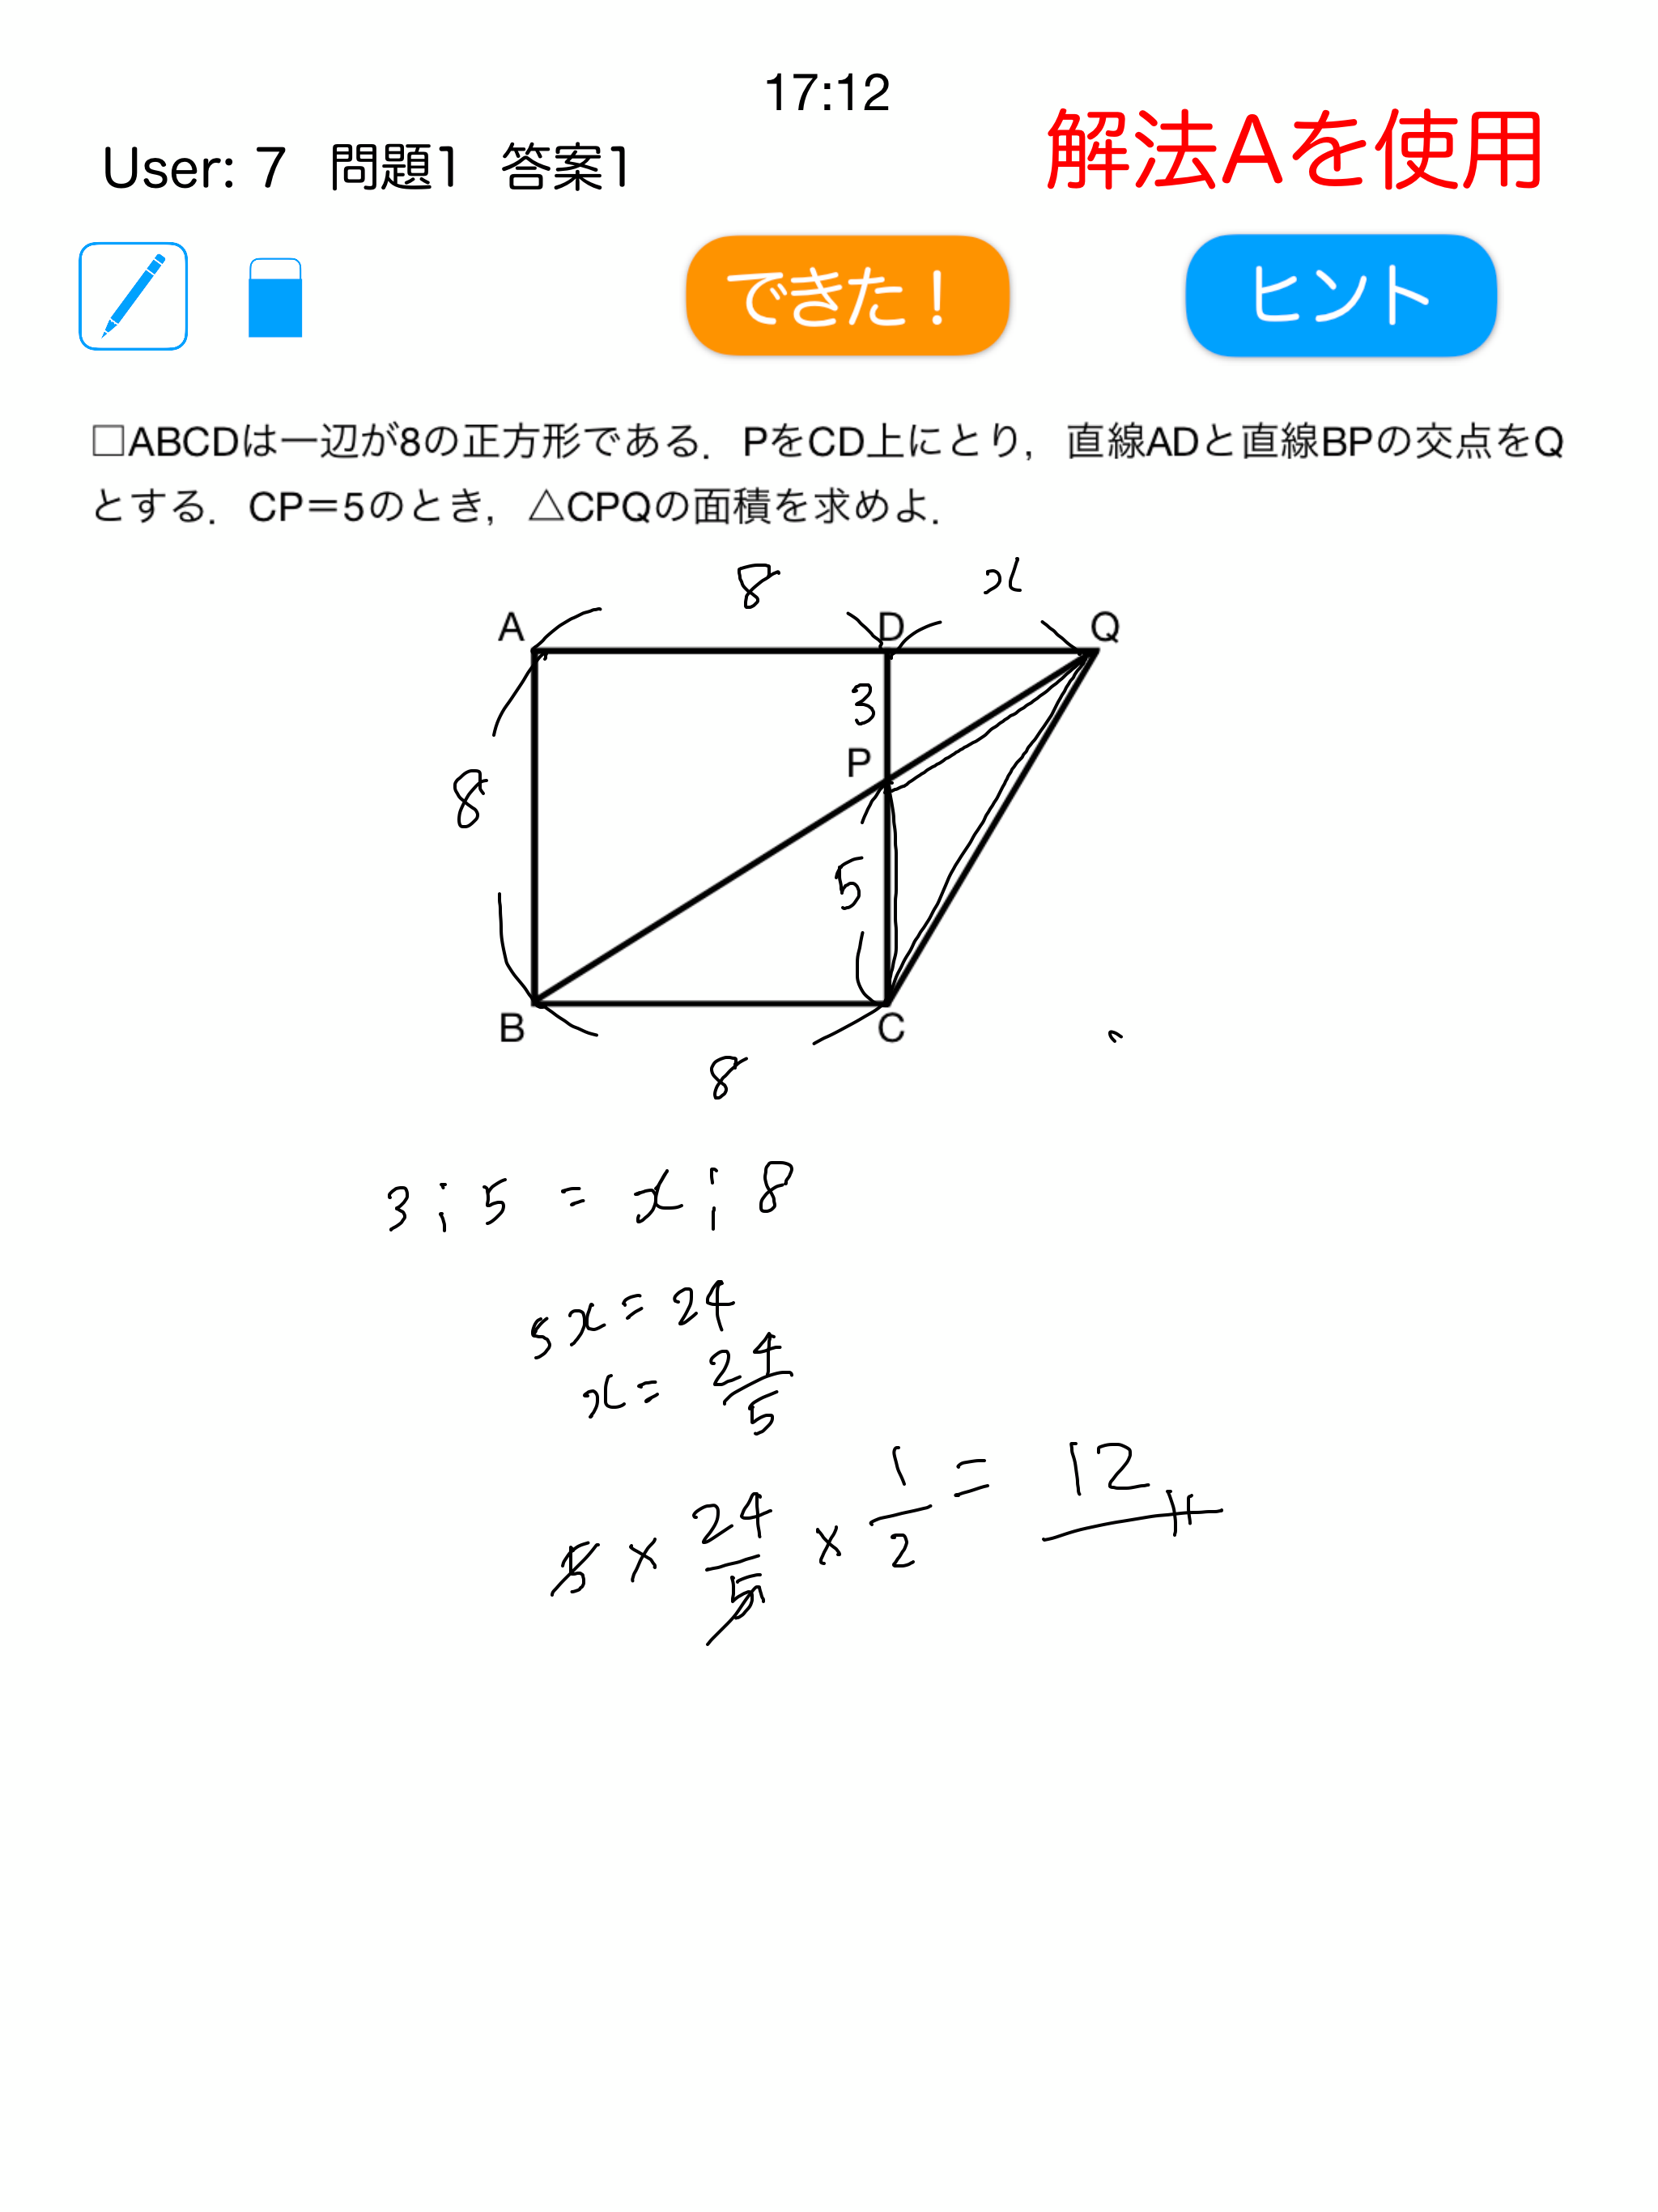 17:12
User: 7 問題1 答案1
解法Aを使用
できた！
ヒント
□ABCDは一辺が8の正方形である．PをCD上にとり，直線ADと直線BPの交点をQ
とする．CP＝5のとき，△CPQの面積を求めよ．
8 x
A D Q
3
P
8
5
B C
8
3 : 5 = x : 8
5x = 24
x = 24/5
5 × 24/5 × 1/2 = 12